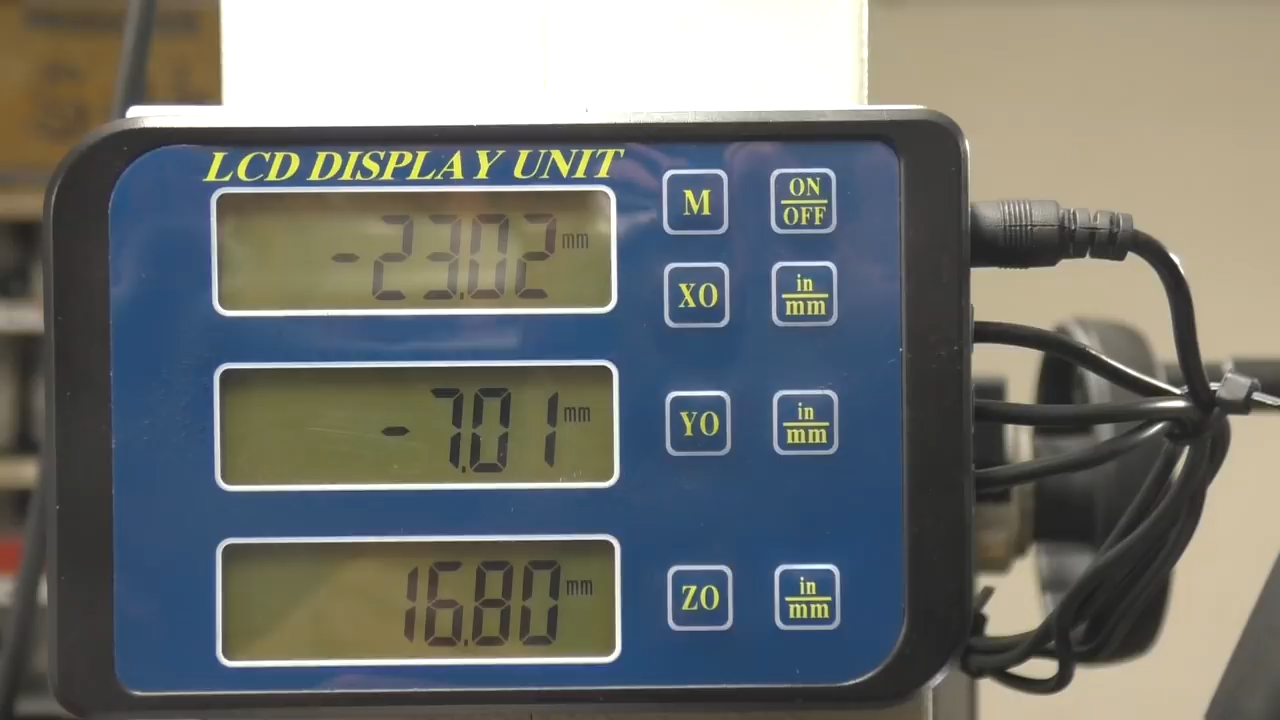 LCD DISPLAY UNIT
M
ON
OFF
-23.02 mm
XO
in
mm
-7.01 mm
YO
in
mm
16.80 mm
ZO
in
mm